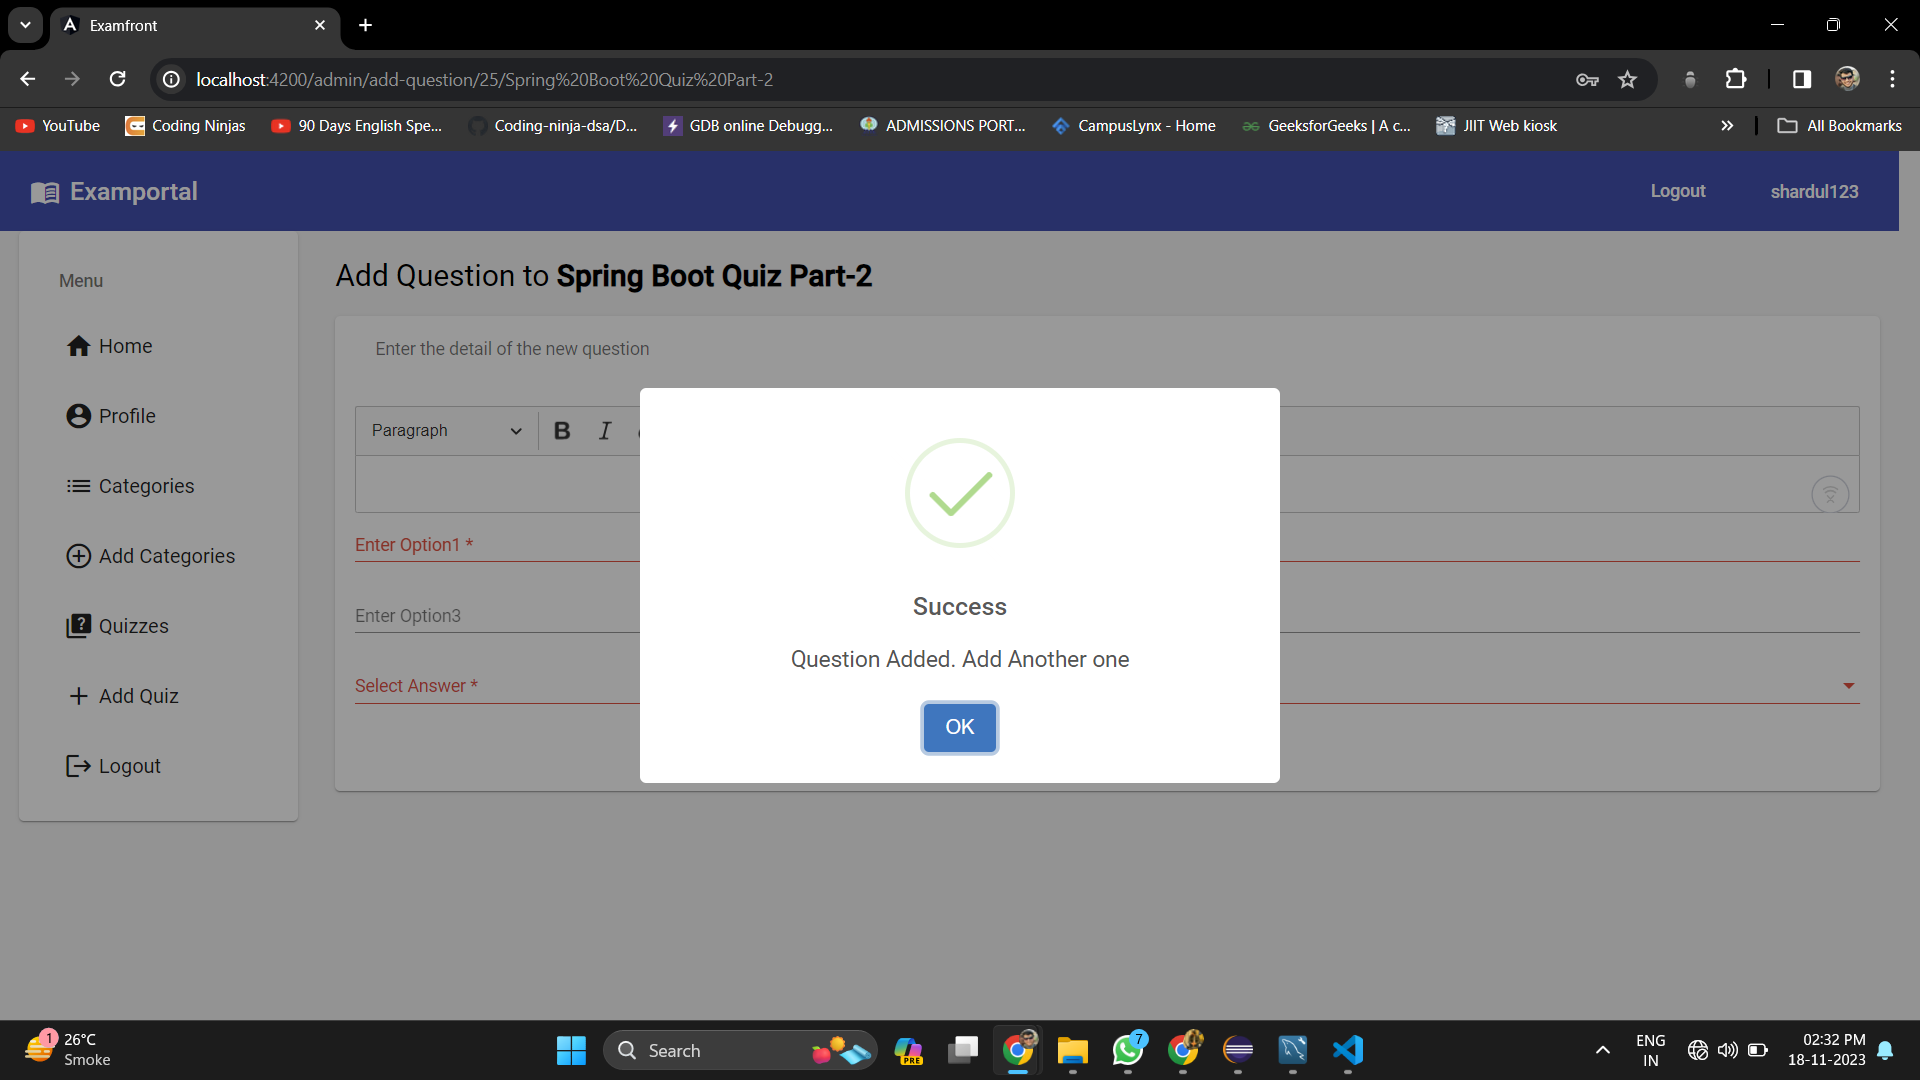 Examfront
localhost:4200/admin/add-question/25/Spring%20Boot%20Quiz%20Part-2
YouTube
Coding Ninjas
90 Days English Spe...
Coding-ninja-dsa/D...
GDB online Debugg...
ADMISSIONS PORT...
CampusLynx - Home
GeeksforGeeks | A c...
JIIT Web kiosk
»
All Bookmarks
Examportal
Logout
shardul123
Menu
Home
Profile
Categories
Add Categories
Quizzes
Add Quiz
Logout
Add Question to Spring Boot Quiz Part-2
Enter the detail of the new question
Paragraph
B
I
Enter Option1 *
Enter Option3
Select Answer *
Success
Question Added. Add Another one
OK
1
26°C
Smoke
Search
PRE
7
ENG
IN
02:32 PM
18-11-2023